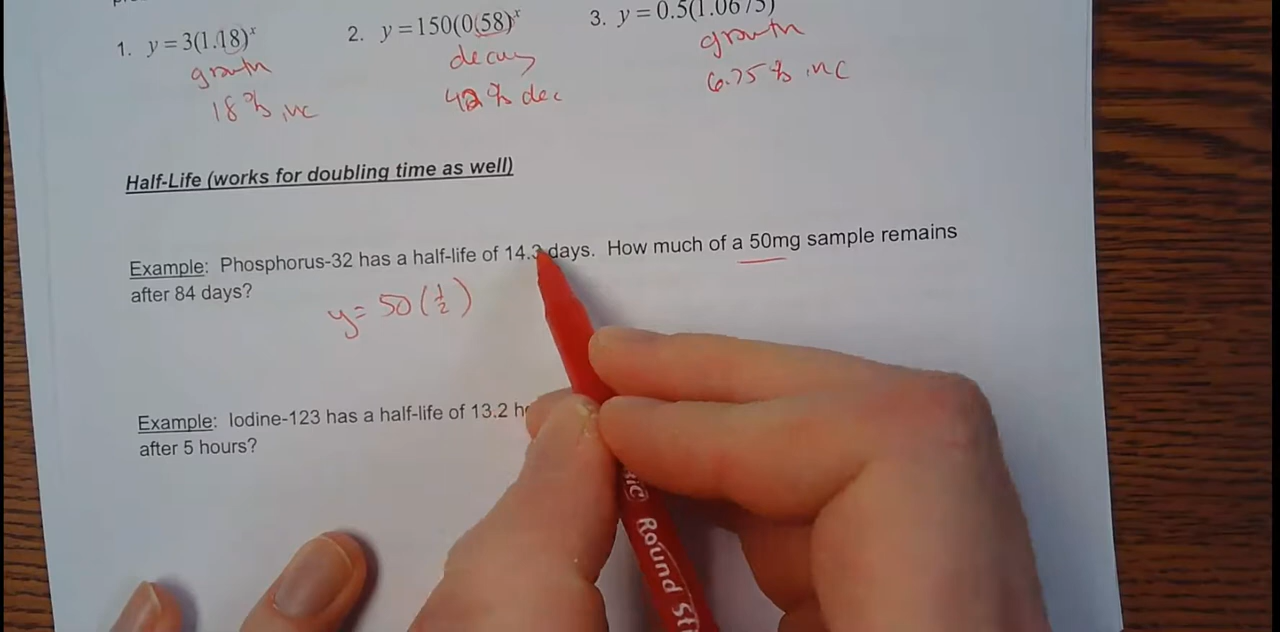 1. y = 3(1.18)^x
2. y = 150(0.58)^x
3. y = 0.5(1.0675)
growth
decay
growth
18% inc
42% dec
6.75% inc
Half-Life (works for doubling time as well)
Example: Phosphorus-32 has a half-life of 14.3 days. How much of a 50mg sample remains
after 84 days?
y = 50 (1/2)
Example: Iodine-123 has a half-life of 13.2
after 5 hours?
BIC Round St